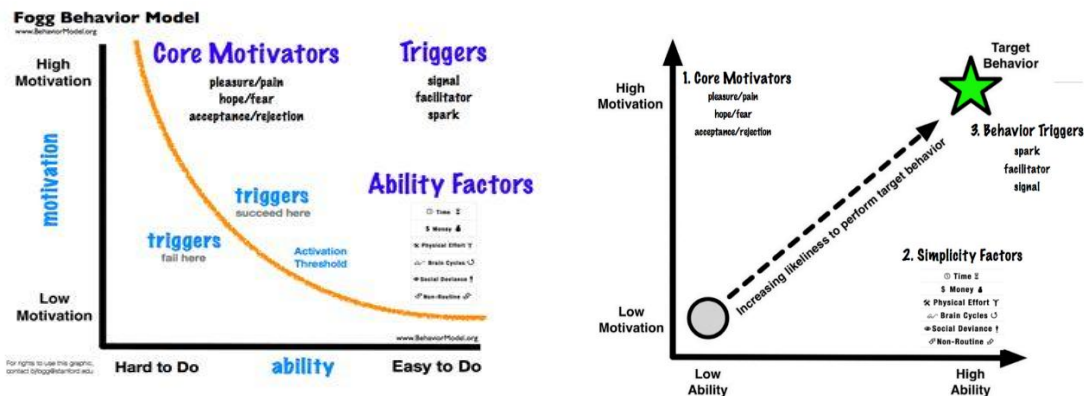 Fogg Behavior Model
www.BehaviorModel.org
High
Motivation
motivation
Low
Motivation
Core Motivators
pleasure/pain
hope/fear
acceptance/rejection
Triggers
signal
facilitator
spark
triggers
succeed here
triggers
fail here
Activation
Threshold
Ability Factors
Time
$ Money
Physical Effort
Brain Cycles
Social Deviance
Non-Routine
www.BehaviorModel.org
For rights to use this graphic,
contact bjfogg@stanford.edu
Hard to Do
ability
Easy to Do
High
Motivation
Low
Motivation
1. Core Motivators
pleasure/pain
hope/fear
acceptance/rejection
Target
Behavior
3. Behavior Triggers
spark
facilitator
signal
Increasing likeliness to perform target behavior
2. Simplicity Factors
Time
$ Money
Physical Effort
Brain Cycles
Social Deviance
Non-Routine
Low
Ability
High
Ability